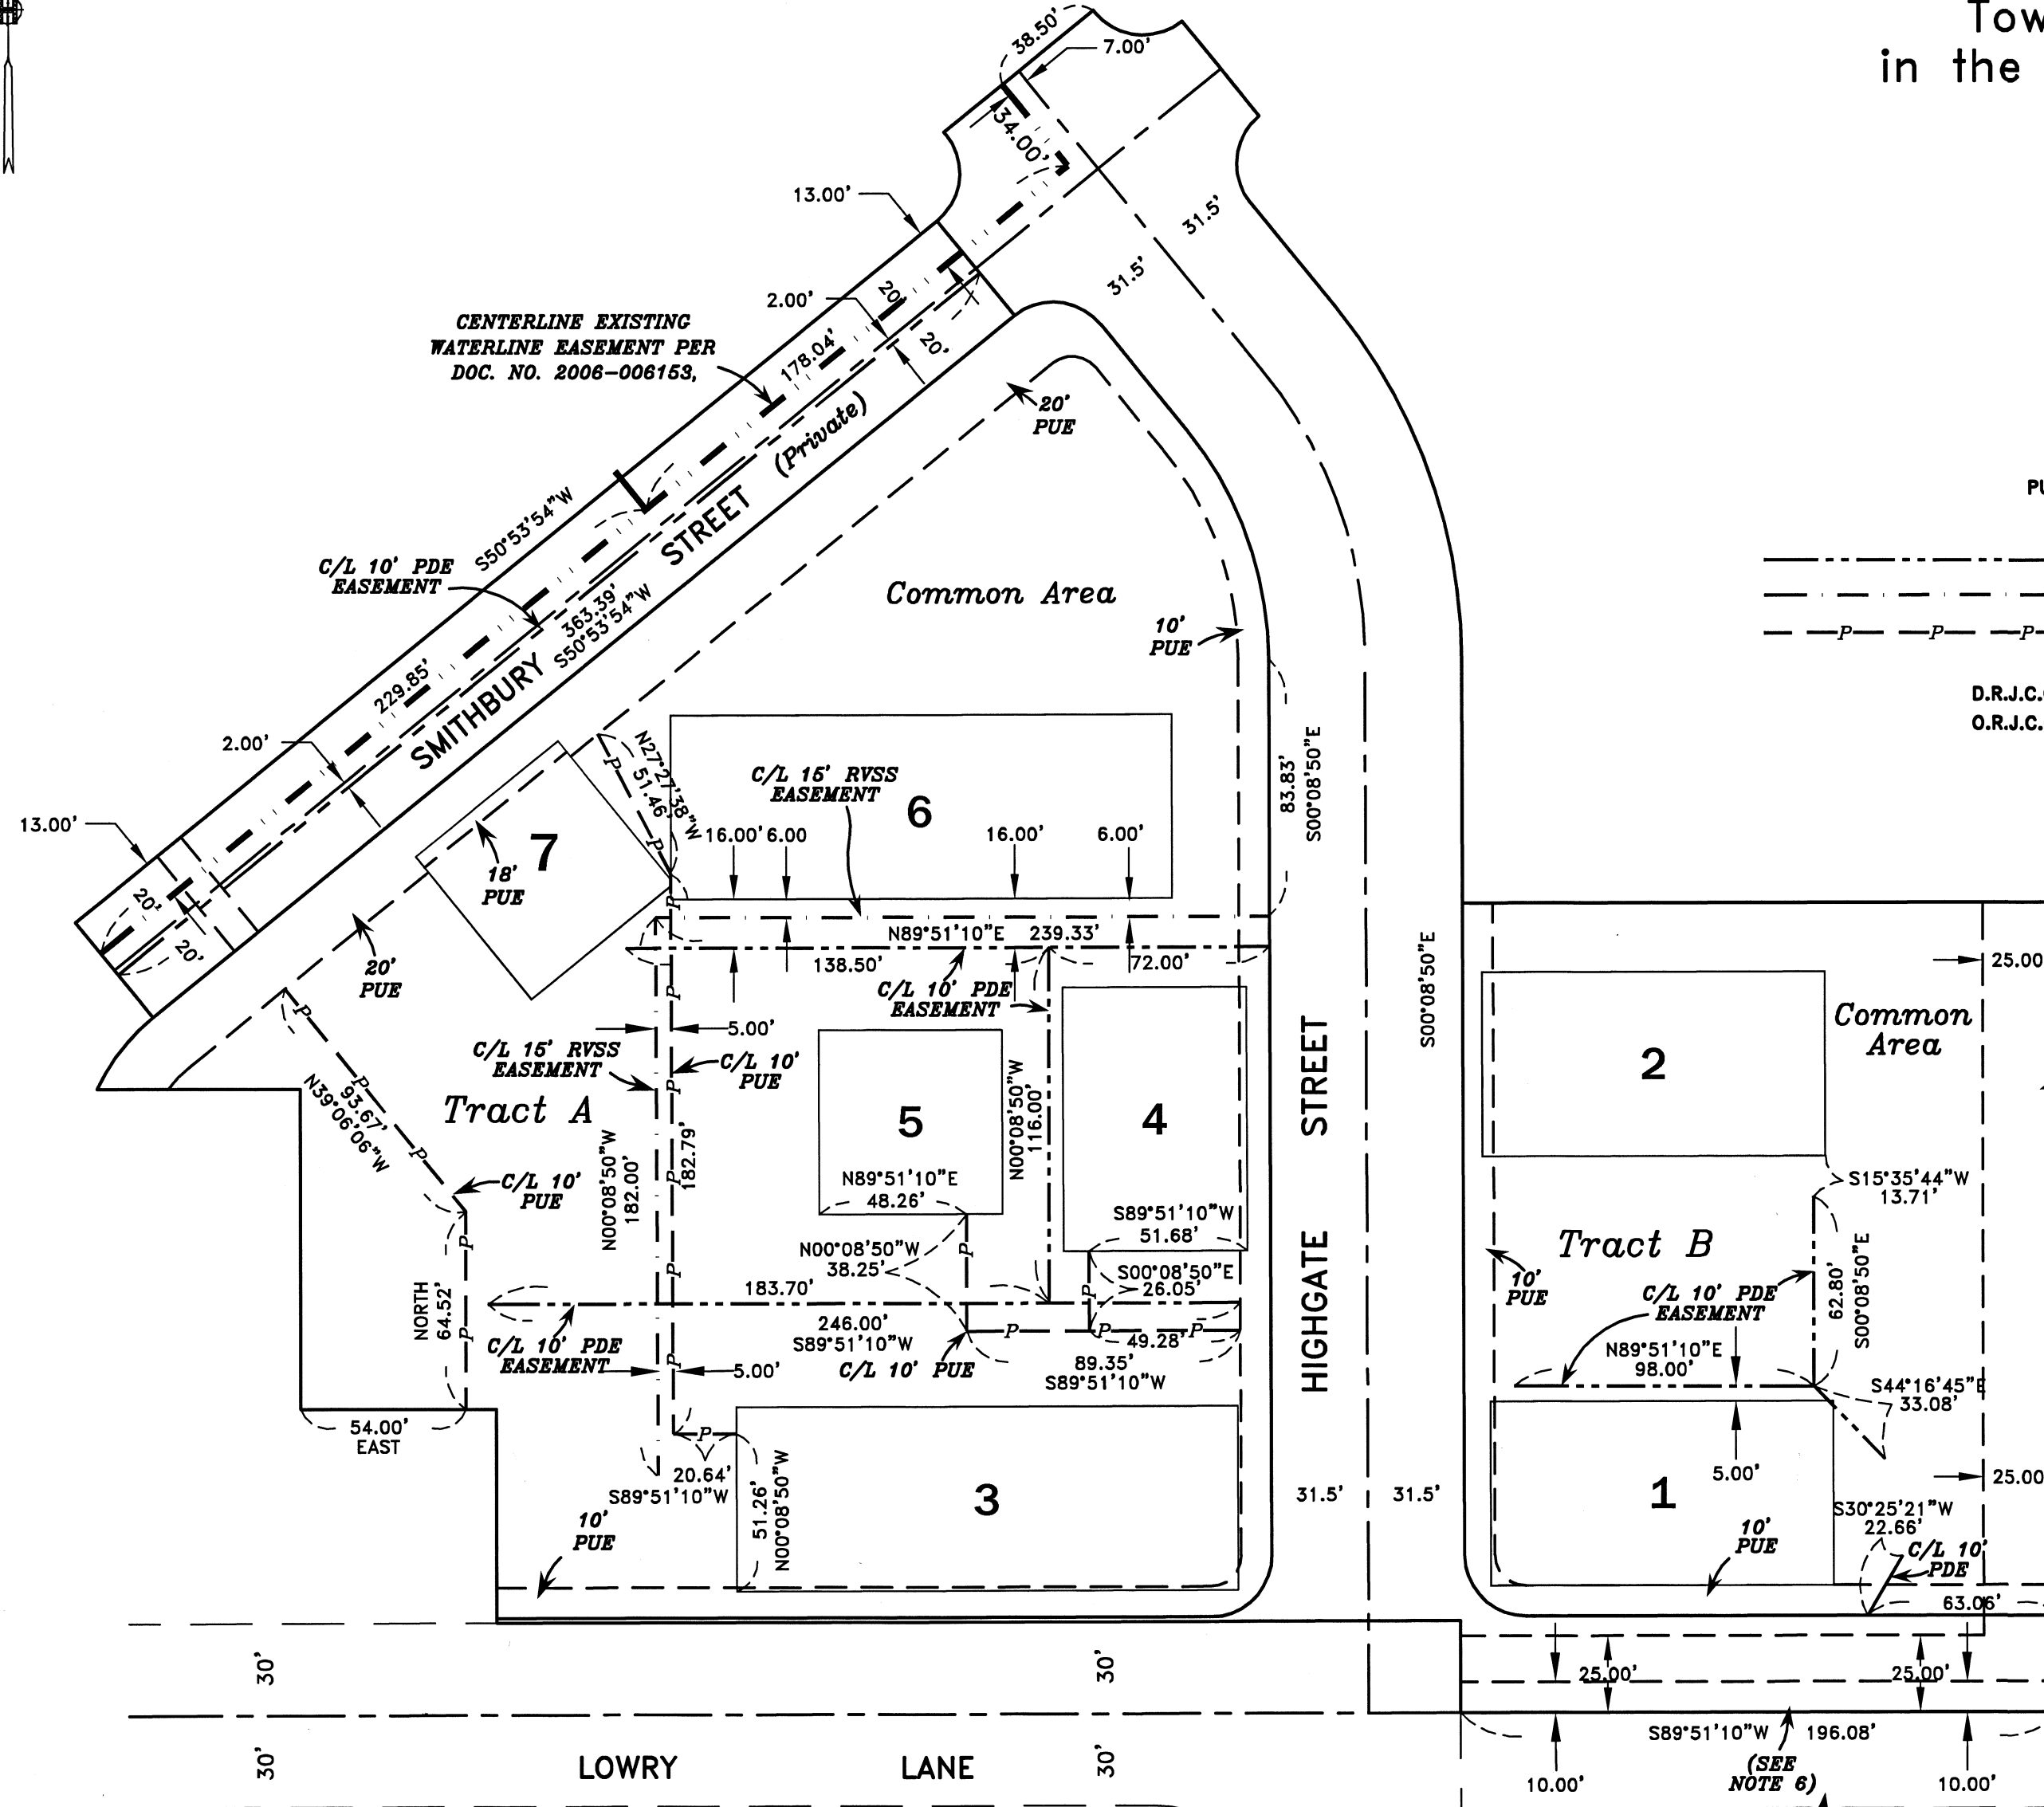 Tow
in the
38.50'
7.00'
34.00'
13.00'
31.5'
31.5'
2.00'
20'
20'
CENTERLINE EXISTING
WATERLINE EASEMENT PER
DOC. NO. 2006-006153,
178.04'
(Private)
20'
PUE
PU
S50°53'54"W
C/L 10' PDE
EASEMENT
STREET
363.39'
S50°53'54"W
Common Area
10'
PUE
P
P
P
D.R.J.C.
O.R.J.C.
229.85'
SMITHBURY
2.00'
13.00'
N27°27'38"W
51.46'
P
P
C/L 15' RVSS
EASEMENT
6
83.83'
S00°08'50"E
16.00'
6.00
16.00'
6.00'
7
18'
PUE
20'
20'
P
N89°51'10"E
239.33'
138.50'
72.00'
20'
PUE
C/L 10' PDE
EASEMENT
P
P
5.00'
S00°08'50"E
25.00
Common
Area
2
C/L 15' RVSS
EASEMENT
C/L 10'
PUE
P
P
P
93.67'
N39°06'06"W
Tract A
N00°08'50"W
182.00'
182.79'
P
5
N00°08'50"W
116.00'
4
STREET
N89°51'10"E
48.26'
S89°51'10"W
51.68'
S15°35'44"W
13.71'
C/L 10'
PUE
P
N00°08'50"W
38.25'
P
S00°08'50"E
26.05'
P
Tract B
10'
PUE
C/L 10' PDE
EASEMENT
62.80'
S00°08'50"E
NORTH
64.52'
P
P
183.70'
246.00'
S89°51'10"W
C/L 10' PDE
EASEMENT
P
P
P
P
49.28'
89.35'
S89°51'10"W
C/L 10' PUE
5.00'
HIGHGATE
N89°51'10"E
98.00'
S44°16'45"E
33.08'
54.00'
EAST
P
20.64'
S89°51'10"W
51.26'
N00°08'50"W
3
31.5'
31.5'
5.00'
25.00
1
10'
PUE
10'
PUE
S30°25'21"W
22.66'
C/L 10'
PDE
63.06'
30'
30'
25.00'
25.00'
S89°51'10"W
196.08'
30'
30'
LOWRY
LANE
(SEE
NOTE 6)
10.00'
10.00'